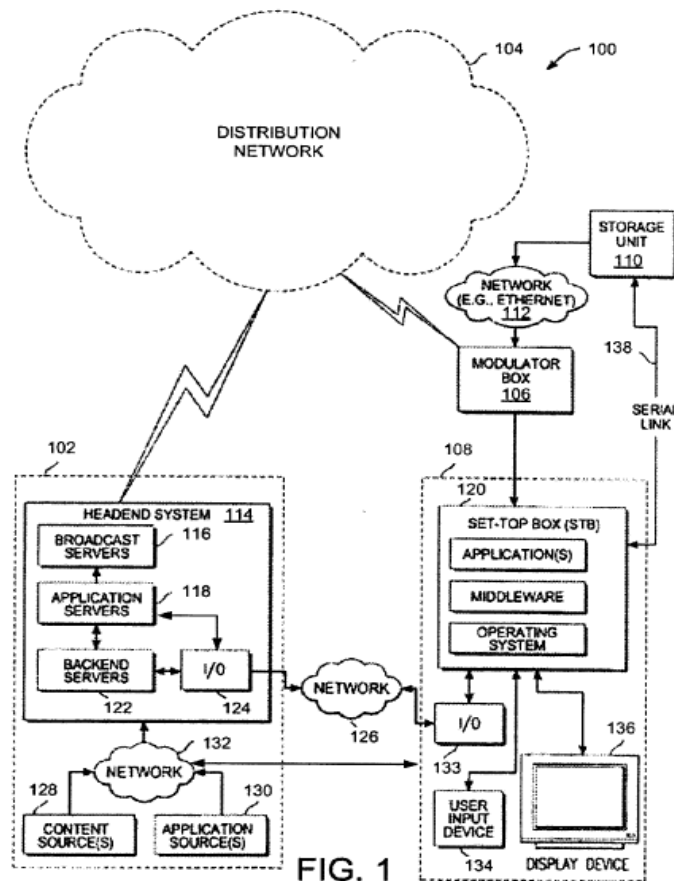 104
100
DISTRIBUTION
NETWORK
STORAGE
UNIT
110
NETWORK
(E.G., ETHERNET)
112
138
MODULATOR
BOX
106
SERIAL
LINK
102
108
120
HEADEND SYSTEM 114
SET-TOP BOX (STB)
BROADCAST
SERVERS
116
APPLICATION(S)
APPLICATION
SERVERS
118
MIDDLEWARE
OPERATING
SYSTEM
BACKEND
SERVERS
I/O
122
124
NETWORK
126
I/O
133
136
132
NETWORK
128
130
CONTENT
SOURCE(S)
APPLICATION
SOURCE(S)
USER
INPUT
DEVICE
134
DISPLAY DEVICE
FIG. 1